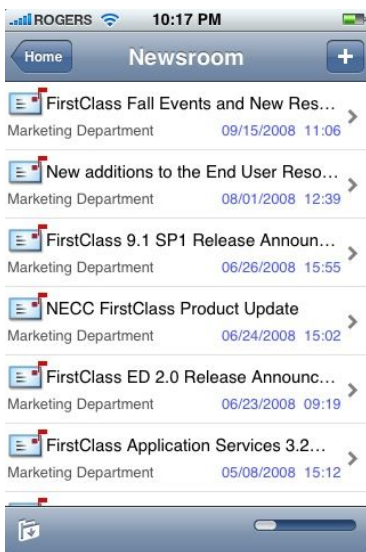 ROGERS 10:17 PM
Home Newsroom +
FirstClass Fall Events and New Res...
Marketing Department 09/15/2008 11:06
New additions to the End User Reso...
Marketing Department 08/01/2008 12:39
FirstClass 9.1 SP1 Release Announ...
Marketing Department 06/26/2008 15:55
NECC FirstClass Product Update
Marketing Department 06/24/2008 15:02
FirstClass ED 2.0 Release Announc...
Marketing Department 06/23/2008 09:19
FirstClass Application Services 3.2...
Marketing Department 05/08/2008 15:12